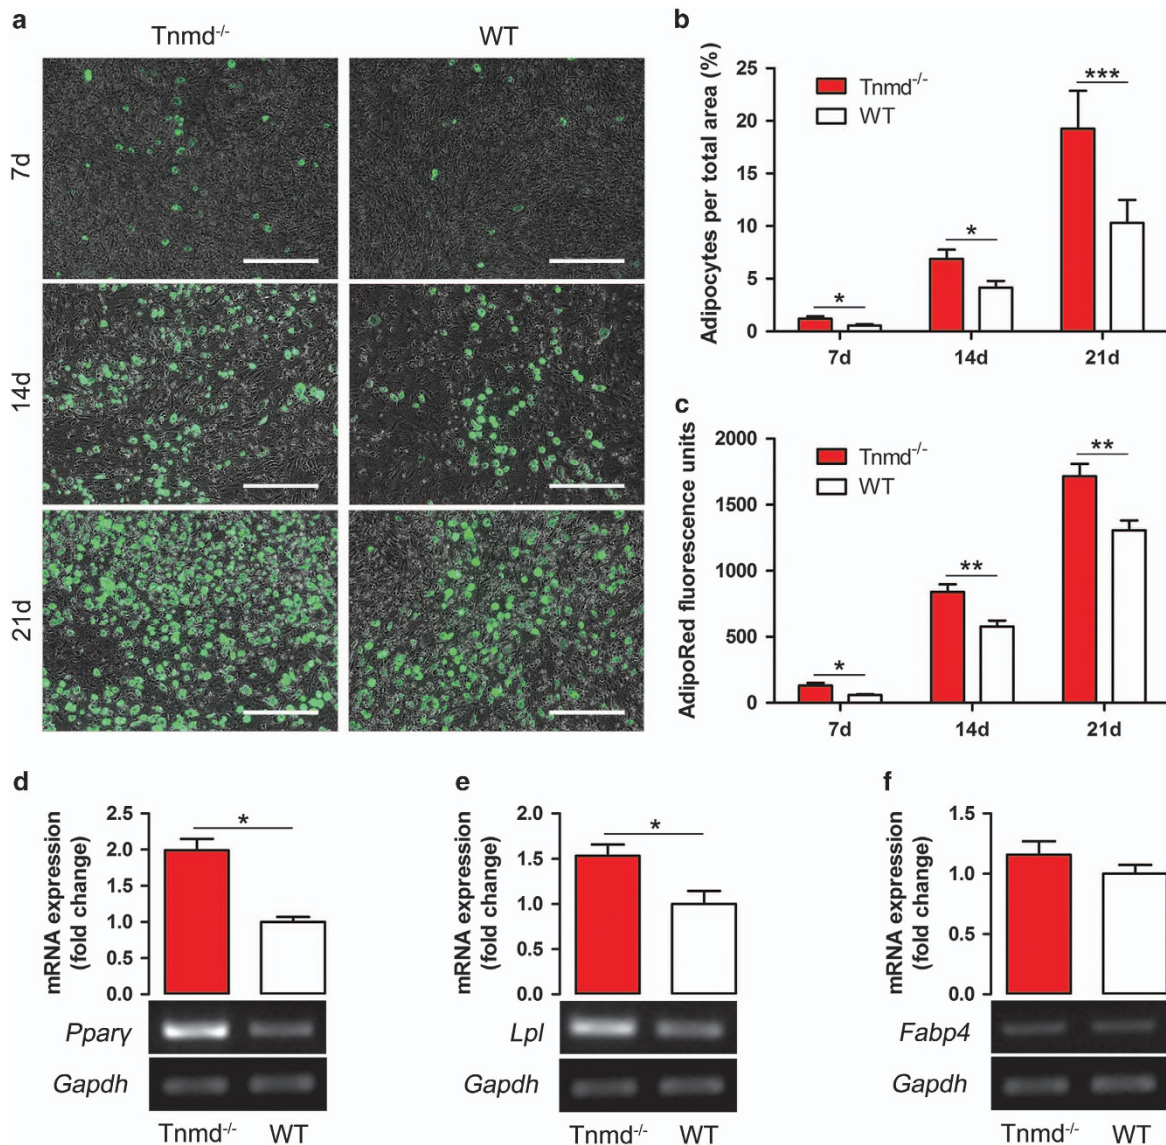 a
Tnmd-/-
WT
7d
14d
21d
b
Adipocytes per total area (%)
25
20
15
10
5
0
Tnmd-/-
WT
*
*
***
7d
14d
21d
c
AdipoRed fluorescence units
2000
1500
1000
500
0
Tnmd-/-
WT
*
**
**
7d
14d
21d
d
mRNA expression
(fold change)
2.5
2.0
1.5
1.0
0.5
0.0
*
Pparγ
Gapdh
Tnmd-/-
WT
e
mRNA expression
(fold change)
2.0
1.5
1.0
0.5
0.0
*
Lpl
Gapdh
Tnmd-/-
WT
f
mRNA expression
(fold change)
1.5
1.0
0.5
0.0
Fabp4
Gapdh
Tnmd-/-
WT